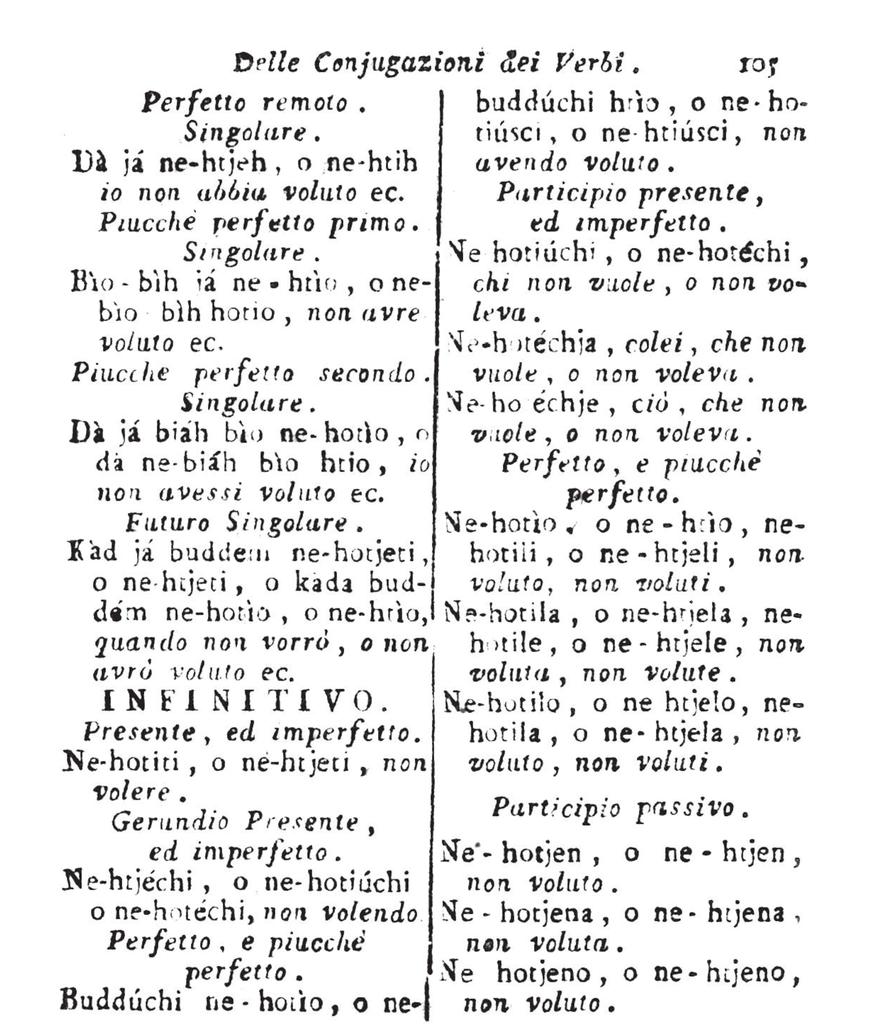 Delle Conjugazioni dei Verbi. 105
Perfetto remoto.
Singolare.
Dà já ne-htjeh, o ne-htih
io non abbia voluto ec.
Piucchè perfetto primo.
Singolare.
Bìo-bìh já ne-htìo, o ne-
bìo bìh hotio, non avre
voluto ec.
Piucche perfetto secondo.
Singolare.
Dà já biáh bìo ne-hotìo, o
dà ne-biáh bìo htio, io
non avessi voluto ec.
Futuro Singolare.
Kàd já buddem ne-hotjeti,
o ne-htjeti, o kàda bud-
dém ne-hotìo, o ne-htìo,
quando non vorrò, o non
avrò voluto ec.
INFINITIVO.
Presente, ed imperfetto.
Ne-hotiti, o ne-htjeti, non
volere.
Gerundio Presente,
ed imperfetto.
Ne-htjéchi, o ne-hotiúchi
o ne-hotéchi, non volendo
Perfetto, e piucchè
perfetto.
Buddúchi ne-hotìo, o ne-
buddúchi htìo, o ne-ho-
tiúsci, o ne-htiúsci, non
avendo voluto.
Participio presente,
ed imperfetto.
Ne hotiúchi, o ne-hotéchi,
chi non vuole, o non vo-
leva.
Ne-hotéchja, colei, che non
vuole, o non voleva.
Ne-ho échje, ciò, che non
vuole, o non voleva.
Perfetto, e piucchè
perfetto.
Ne-hotìo, o ne-htìo, ne-
hotili, o ne-htjeli, non
voluto, non voluti.
Ne-hotila, o ne-htjela, ne-
hotile, o ne-htjele, non
voluta, non volute.
Ne-hotilo, o ne htjelo, ne-
hotila, o ne-htjela, non
voluto, non voluti.
Participio passivo.
Ne-hotjen, o ne-htjen,
non voluto.
Ne-hotjena, o ne-htjena,
non voluta.
Ne hotjeno, o ne-htjeno,
non voluto.